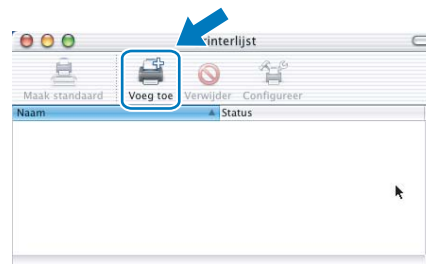 rinterlijst
Maak standaard Voeg toe Verwijder Configureer
Naam Status